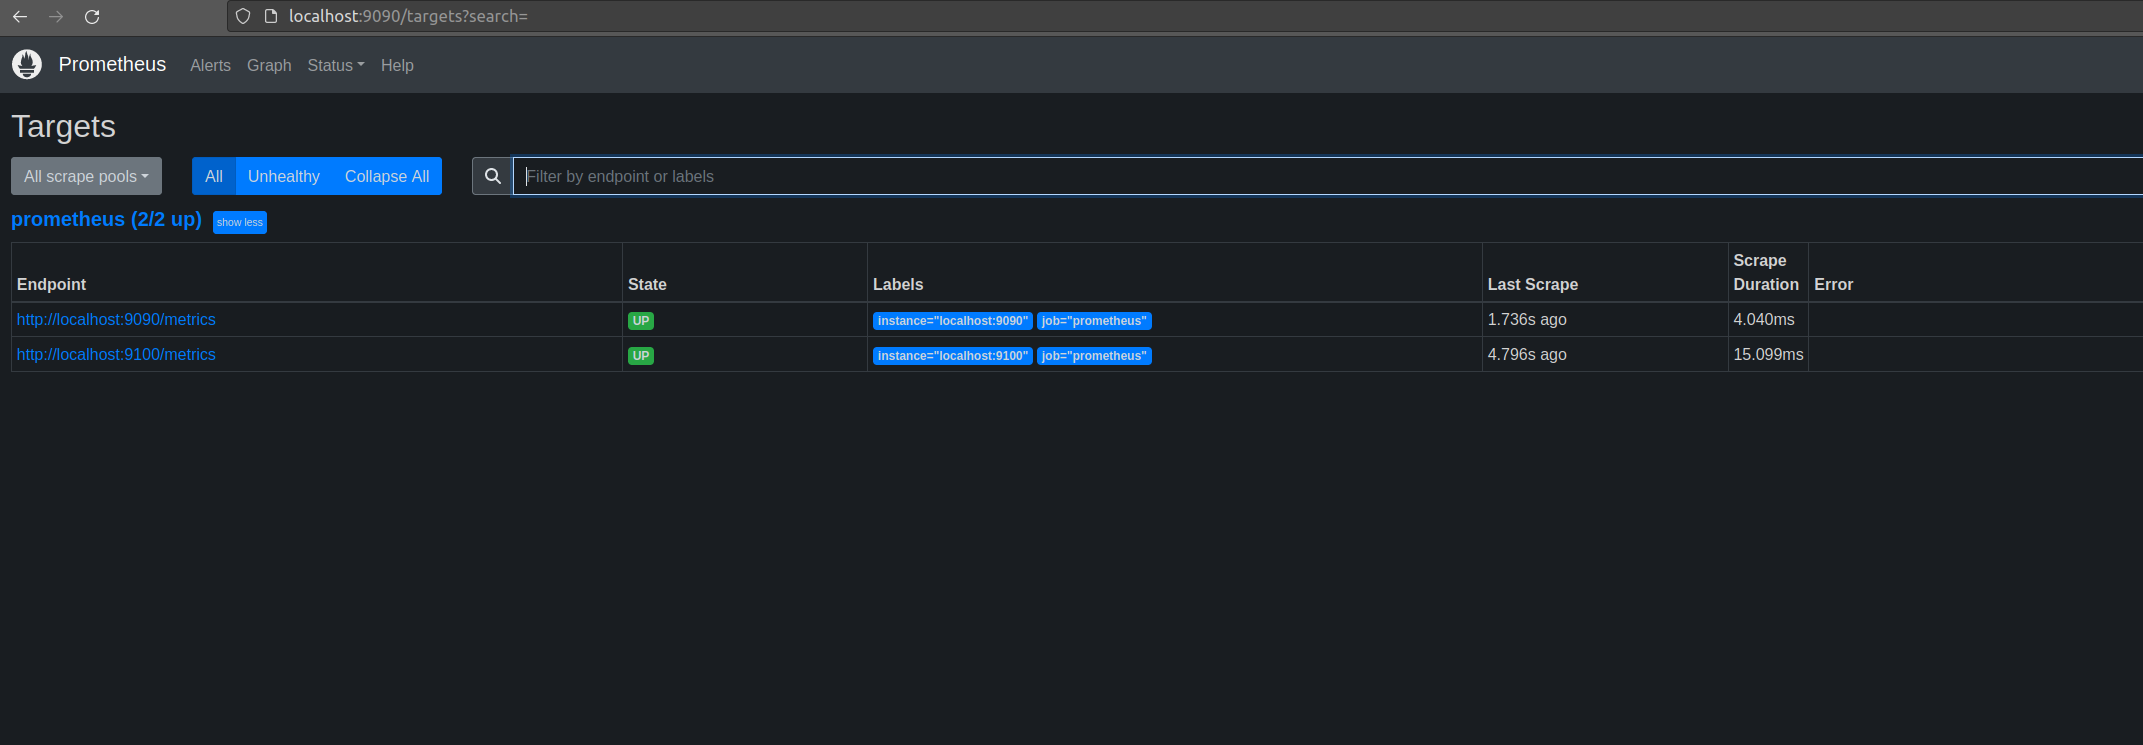 localhost:9090/targets?search=
Prometheus Alerts Graph Status Help
Targets
All scrape pools All Unhealthy Collapse All Filter by endpoint or labels
prometheus (2/2 up) show less
Endpoint State Labels Last Scrape Scrape Duration Error
http://localhost:9090/metrics UP instance="localhost:9090" job="prometheus" 1.736s ago 4.040ms
http://localhost:9100/metrics UP instance="localhost:9100" job="prometheus" 4.796s ago 15.099ms